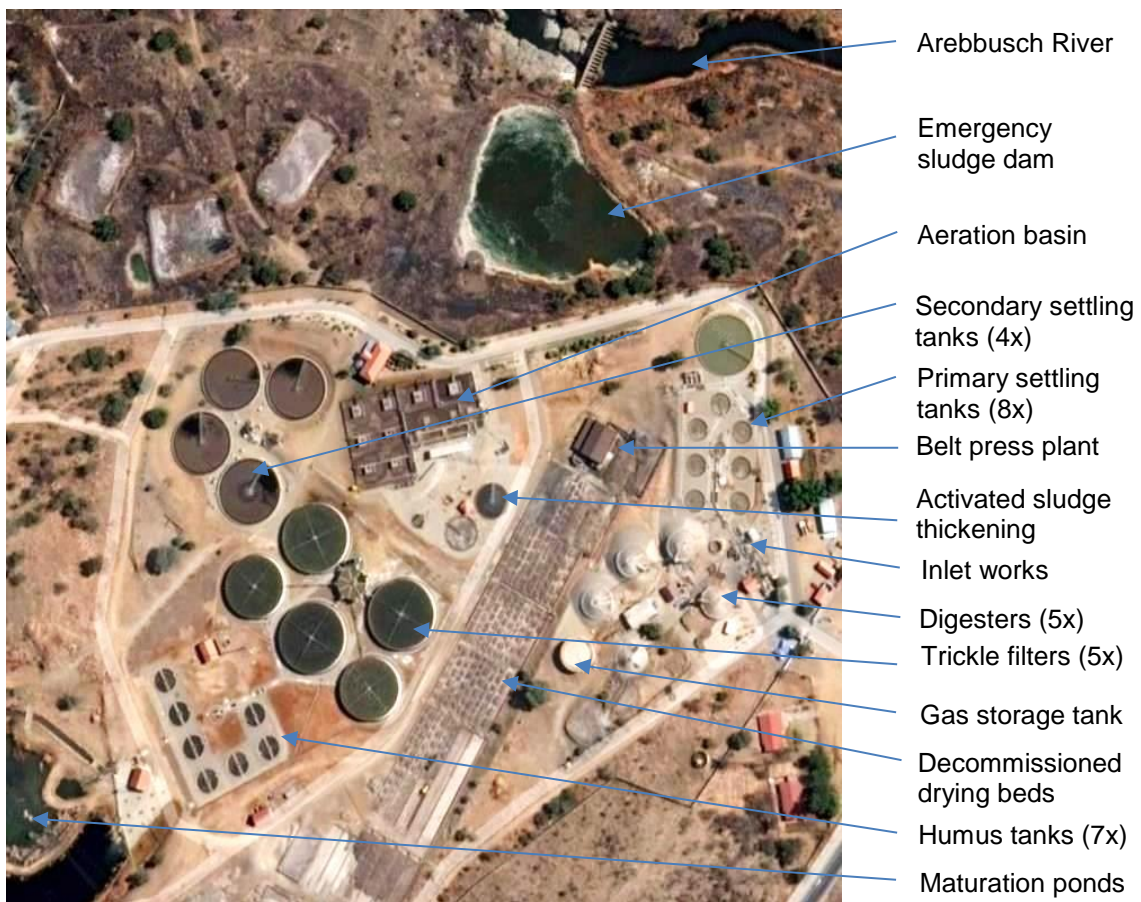 Arebbusch River
Emergency
sludge dam
Aeration basin
Secondary settling
tanks (4x)
Primary settling
tanks (8x)
Belt press plant
Activated sludge
thickening
Inlet works
Digesters (5x)
Trickle filters (5x)
Gas storage tank
Decommissioned
drying beds
Humus tanks (7x)
Maturation ponds